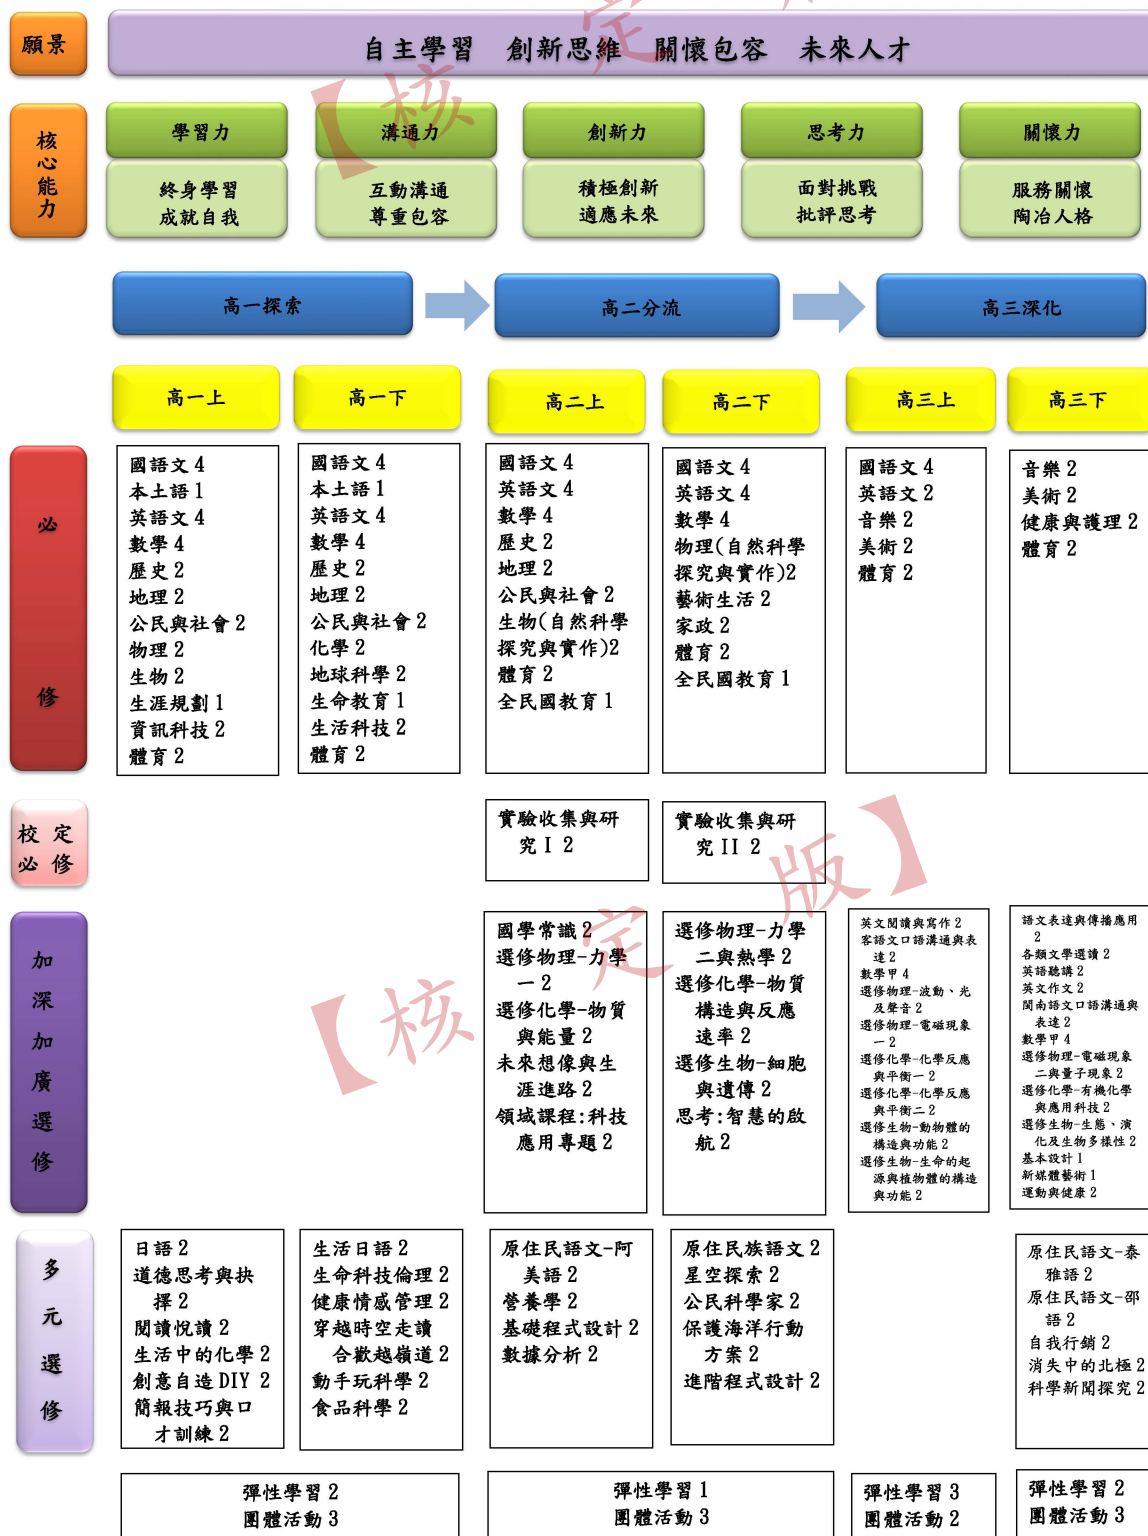 願景
自主學習 創新思維 關懷包容 未來人才
核心能力
學習力
溝通力
創新力
思考力
關懷力
終身學習
成就自我
互動溝通
尊重包容
積極創新
適應未來
面對挑戰
批評思考
服務關懷
陶冶人格
高一探索
高二分流
高三深化
高一上
高一下
高二上
高二下
高三上
高三下
必修
國語文 4
本土語 1
英語文 4
數學 4
歷史 2
地理 2
公民與社會 2
物理 2
生物 2
生涯規劃 1
資訊科技 2
體育 2
國語文 4
本土語 1
英語文 4
數學 4
歷史 2
地理 2
公民與社會 2
化學 2
地球科學 2
生命教育 1
生活科技 2
體育 2
國語文 4
英語文 4
數學 4
歷史 2
地理 2
公民與社會 2
生物(自然科學
探究與實作)2
體育 2
全民國教育 1
國語文 4
英語文 4
數學 4
物理(自然科學
探究與實作)2
藝術生活 2
家政 2
體育 2
全民國教育 1
國語文 4
英語文 2
音樂 2
美術 2
體育 2
音樂 2
美術 2
健康與護理 2
體育 2
校定
必修
實驗收集與研
究 I 2
實驗收集與研
究 II 2
加深加廣選修
國學常識 2
選修物理-力學
一 2
選修化學-物質
與能量 2
未來想像與生
涯進路 2
領域課程:科技
應用專題 2
選修物理-力學
二與熱學 2
選修化學-物質
構造與反應
速率 2
選修生物-細胞
與遺傳 2
思考:智慧的啟
航 2
英文閱讀與寫作 2
客語文口語溝通與表
達 2
數學甲 4
選修物理-波動、光
及聲音 2
選修物理-電磁現象
一 2
選修化學-化學反應
與平衡一 2
選修化學-化學反應
與平衡二 2
選修生物-動物體的
構造與功能 2
選修生物-生命的起
源與植物體的構造
與功能 2
語文表達與傳播應用
2
各類文學選讀 2
英語聽講 2
英文作文 2
閩南語文口語溝通與
表達 2
數學甲 4
選修物理-電磁現象
二與量子現象 2
選修化學-有機化學
與應用科技 2
選修生物-生態、演
化及生物多樣性 2
基本設計 1
新媒體藝術 1
運動與健康 2
多元選修
日語 2
道德思考與抉
擇 2
閱讀悅讀 2
生活中的化學 2
創意自造 DIY 2
簡報技巧與口
才訓練 2
生活日語 2
生命科技倫理 2
健康情感管理 2
穿越時空走讀
合歡越嶺道 2
動手玩科學 2
食品科學 2
原住民語文-阿
美語 2
營養學 2
基礎程式設計 2
數據分析 2
原住民族語文 2
星空探索 2
公民科學家 2
保護海洋行動
方案 2
進階程式設計 2
原住民語文-泰
雅語 2
原住民語文-邵
語 2
自我行銷 2
消失中的北極 2
科學新聞探究 2
彈性學習 2
團體活動 3
彈性學習 1
團體活動 3
彈性學習 3
團體活動 2
彈性學習 2
團體活動 3
【核定版】
【核定